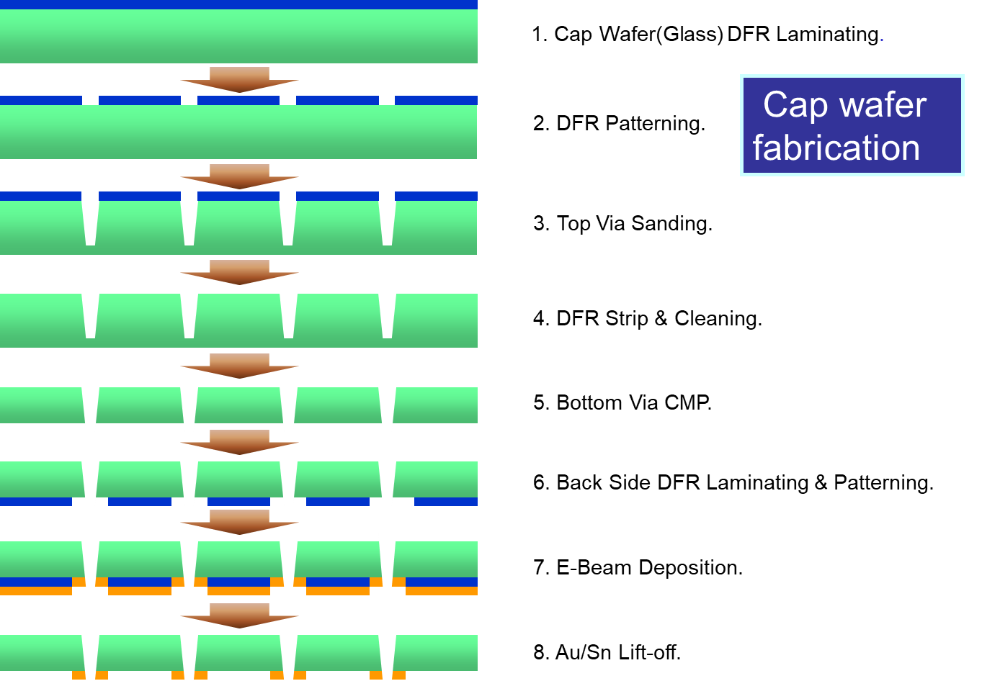 1. Cap Wafer(Glass) DFR Laminating.
Cap wafer
fabrication
2. DFR Patterning.
3. Top Via Sanding.
4. DFR Strip & Cleaning.
5. Bottom Via CMP.
6. Back Side DFR Laminating & Patterning.
7. E-Beam Deposition.
8. Au/Sn Lift-off.